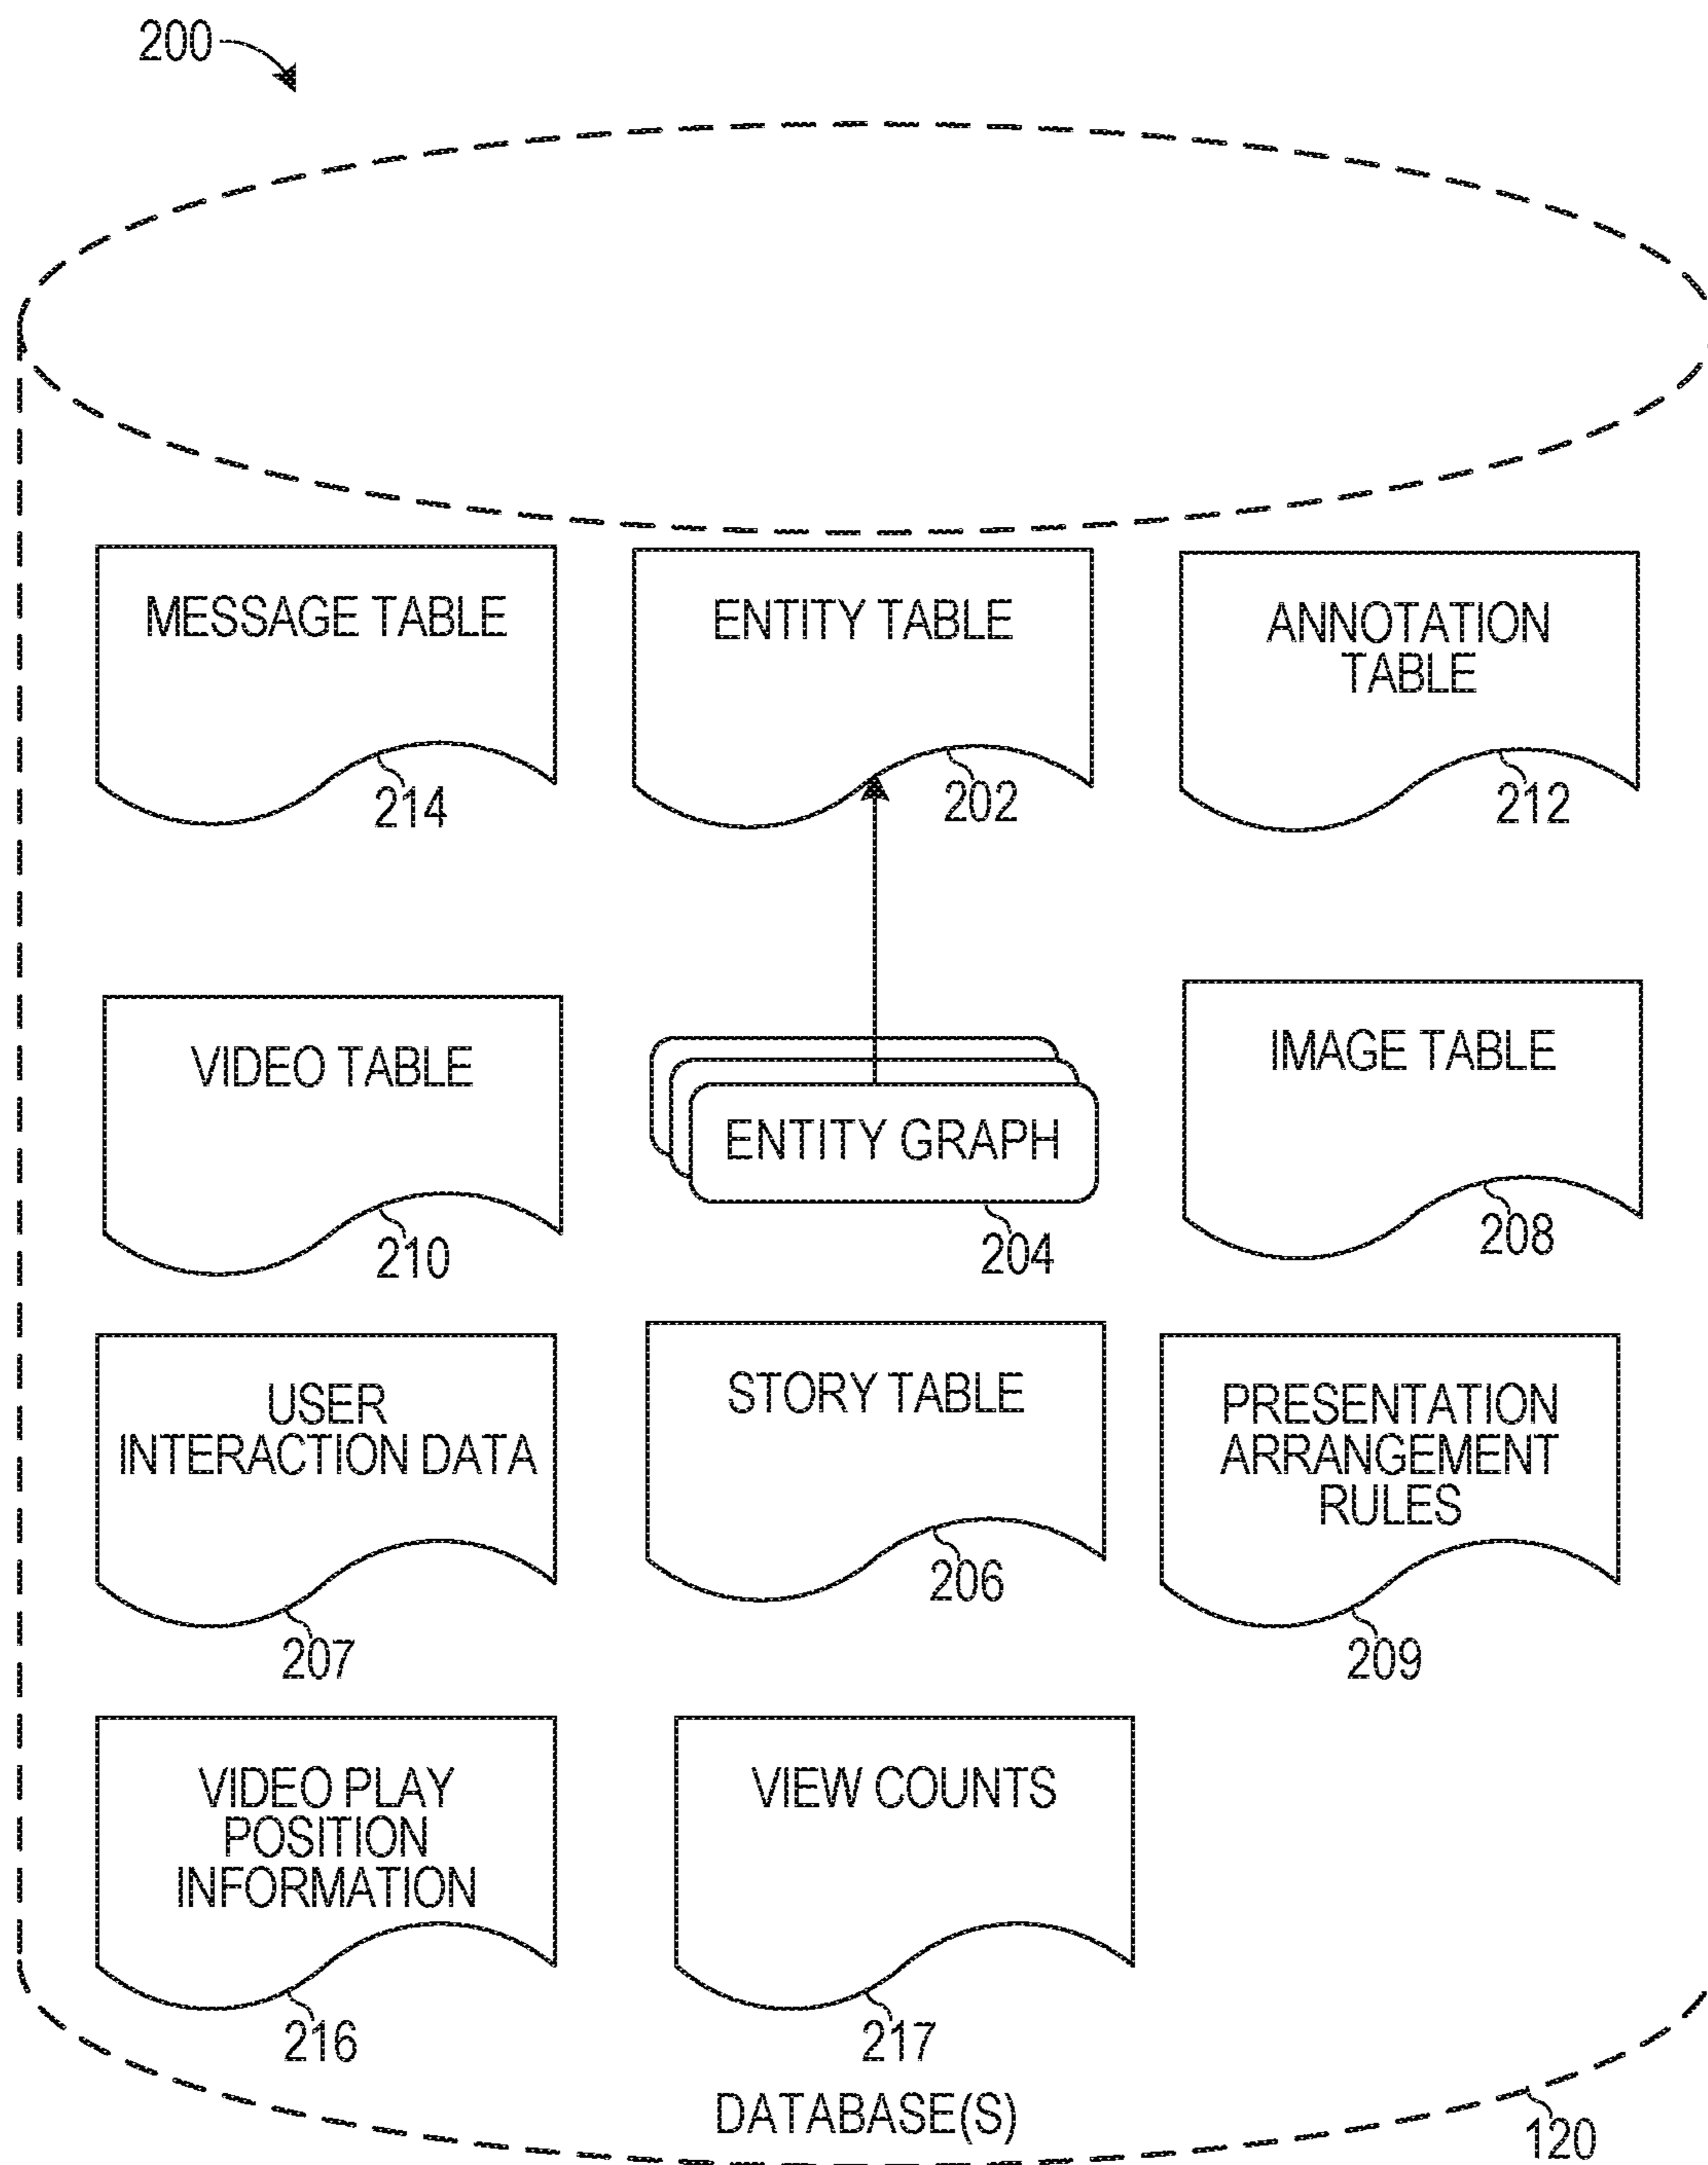 200
MESSAGE TABLE
214
ENTITY TABLE
202
ANNOTATION
TABLE
212
VIDEO TABLE
210
ENTITY GRAPH
204
IMAGE TABLE
208
USER
INTERACTION DATA
207
STORY TABLE
206
PRESENTATION
ARRANGEMENT
RULES
209
VIDEO PLAY
POSITION
INFORMATION
216
VIEW COUNTS
217
DATABASE(S)
120